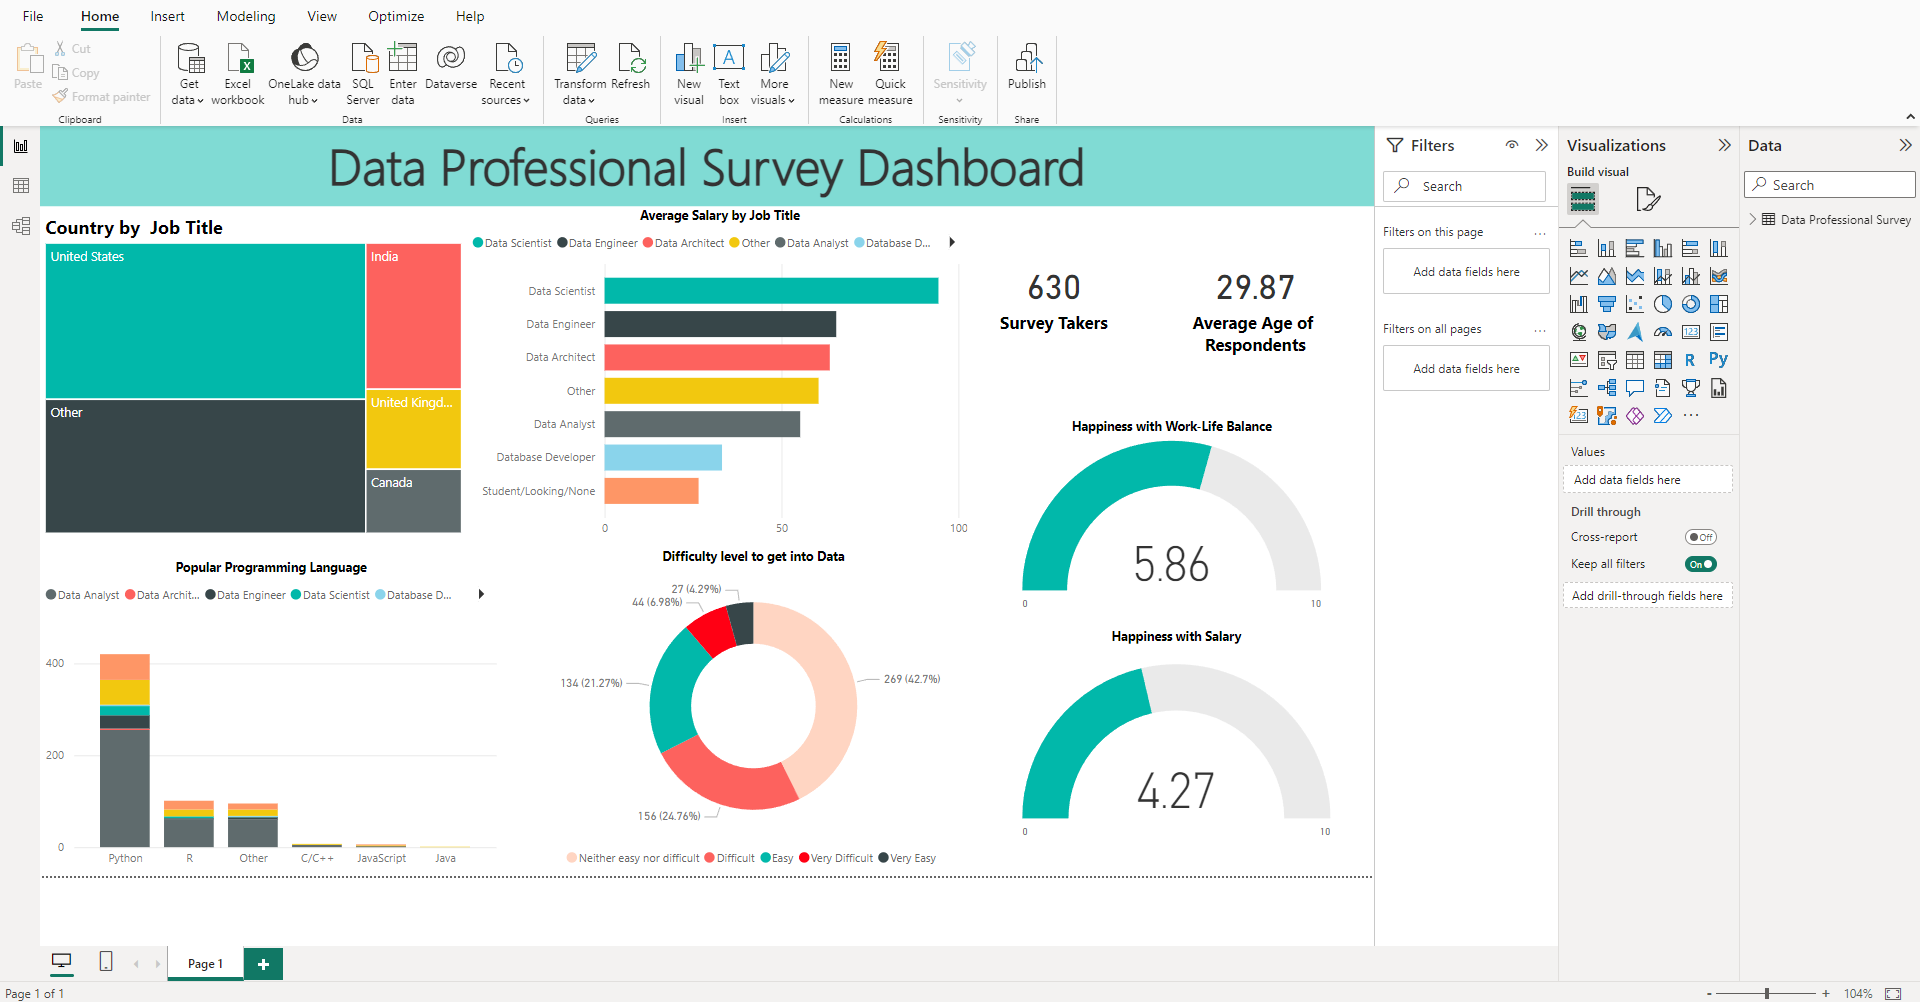 File Home Insert Modeling View Optimize Help
Paste
Cut
Copy
Format painter
Clipboard
Get data
Excel workbook
OneLake data hub
SQL Server
Enter data
Dataverse
Recent sources
Data
Transform data
Refresh
Queries
New visual
A
Text box
More visuals
Insert
New measure
Quick measure
Calculations
Sensitivity
Sensitivity
Publish
Share
Data Professional Survey Dashboard
Country by  Job Title
United States
India
Other
United Kingd...
Canada
Average Salary by Job Title
Data Scientist Data Engineer Data Architect Other Data Analyst Database D...
Data Scientist
Data Engineer
Data Architect
Other
Data Analyst
Database Developer
Student/Looking/None
0 50 100
630
Survey Takers
29.87
Average Age of
Respondents
Happiness with Work-Life Balance
5.86
0 10
Happiness with Salary
4.27
0 10
Popular Programming Language
Data Analyst Data Archit... Data Engineer Data Scientist Database D...
400
200
0
Python R Other C/C++ JavaScript Java
Difficulty level to get into Data
27 (4.29%)
44 (6.98%)
134 (21.27%)
269 (42.7%)
156 (24.76%)
Neither easy nor difficult Difficult Easy Very Difficult Very Easy
Filters
Search
Filters on this page ...
Add data fields here
Filters on all pages ...
Add data fields here
Visualizations
Build visual
123
R Py
123
...
Values
Add data fields here
Drill through
Cross-report Off
Keep all filters On
Add drill-through fields here
Data
Search
Data Professional Survey
Page 1 +
Page 1 of 1
- + 104%